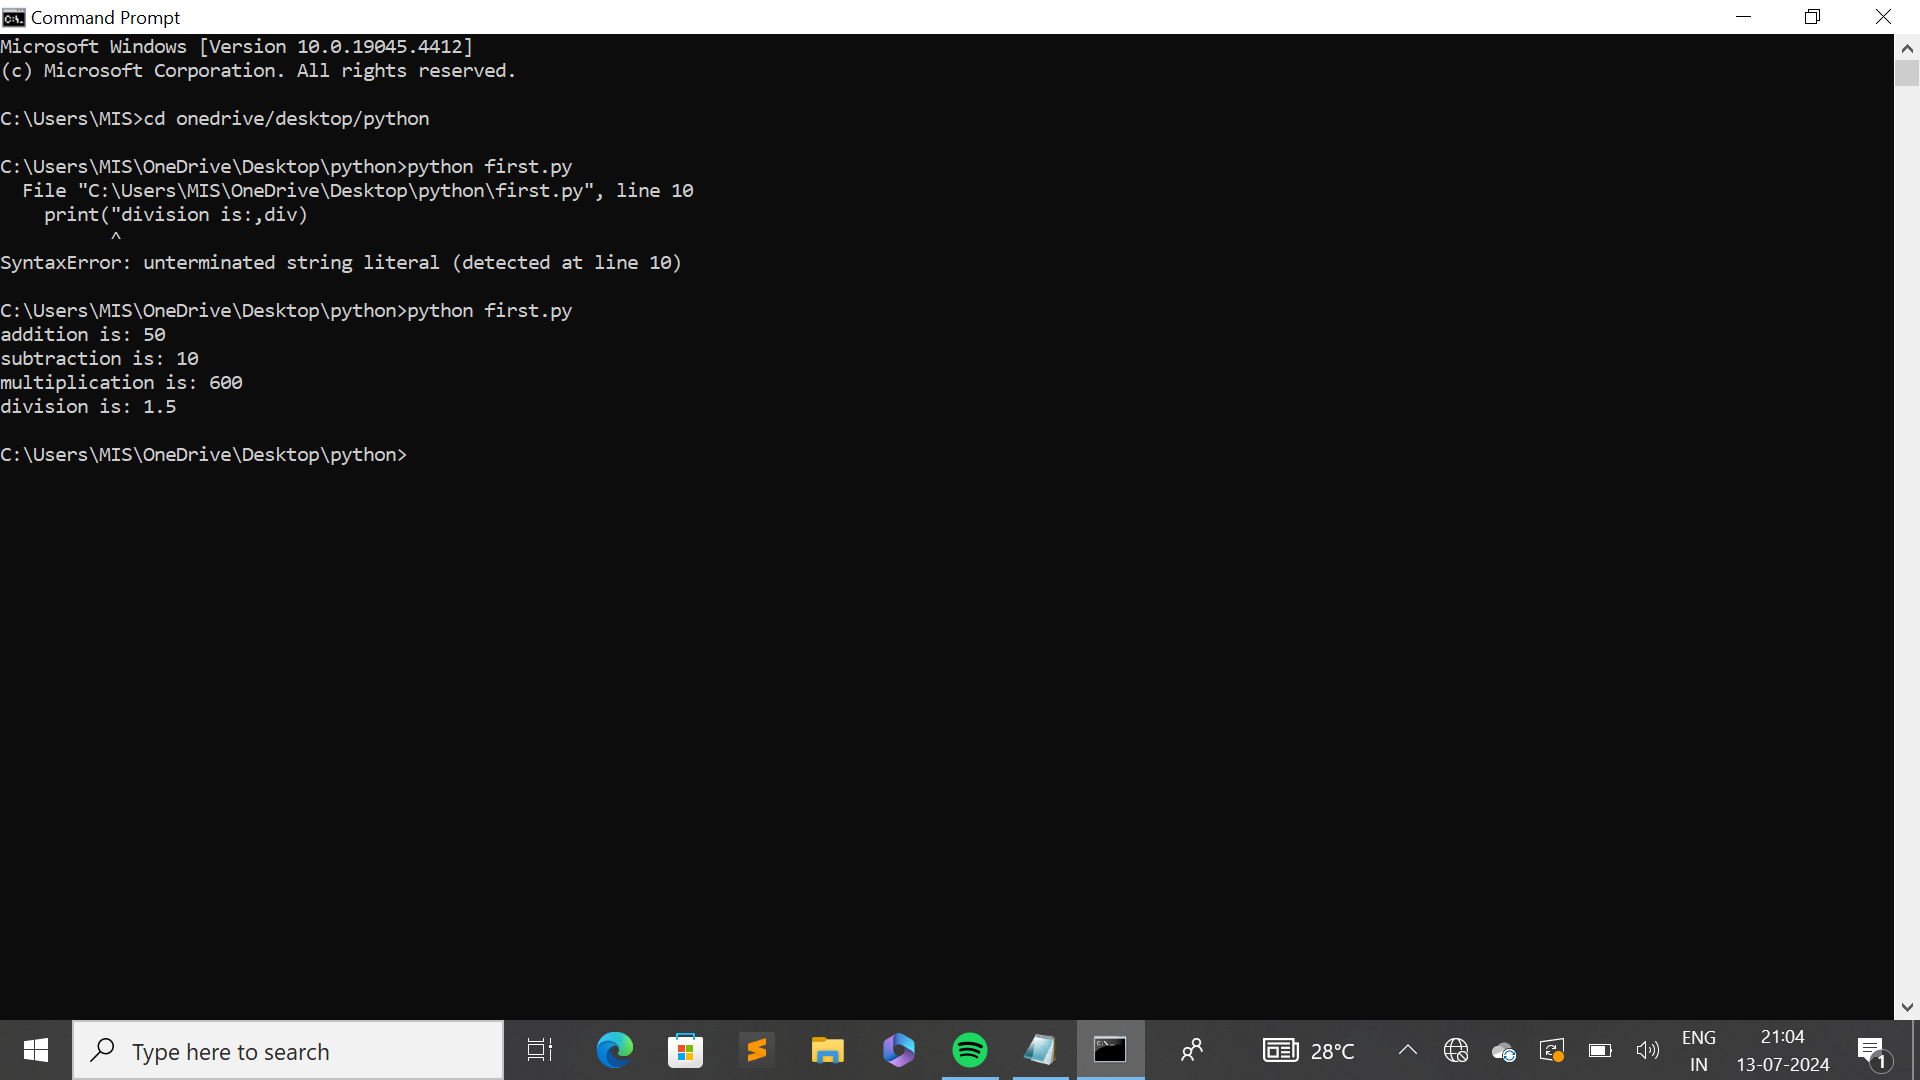 Command Prompt
Microsoft Windows [Version 10.0.19045.4412]
(c) Microsoft Corporation. All rights reserved.
C:\Users\MIS>cd onedrive/desktop/python
C:\Users\MIS\OneDrive\Desktop\python>python first.py
  File "C:\Users\MIS\OneDrive\Desktop\python\first.py", line 10
    print("division is:,div)
          ^
SyntaxError: unterminated string literal (detected at line 10)
C:\Users\MIS\OneDrive\Desktop\python>python first.py
addition is: 50
subtraction is: 10
multiplication is: 600
division is: 1.5
C:\Users\MIS\OneDrive\Desktop\python>
Type here to search
28°C
ENG
IN
21:04
13-07-2024
1